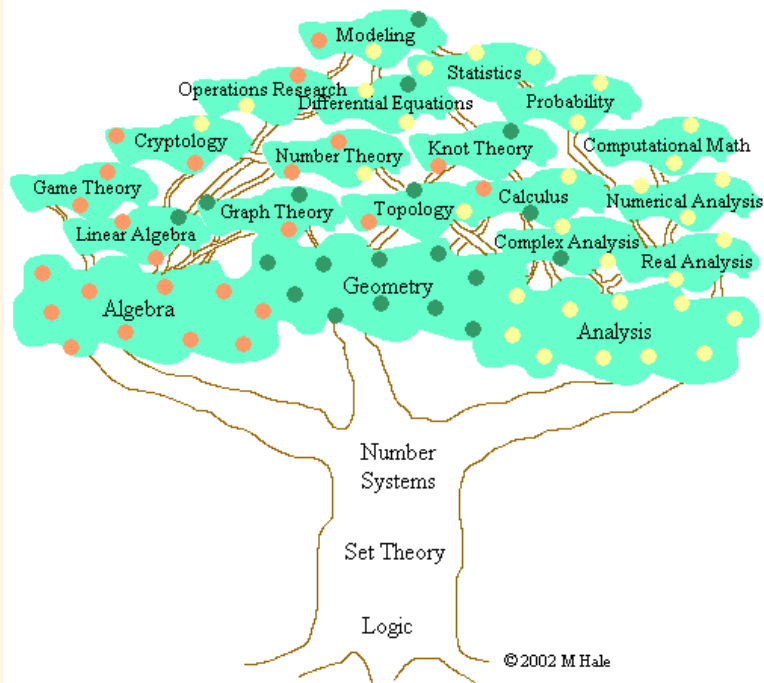 Modeling
Statistics
Operations Research
Differential Equations
Probability
Cryptology
Number Theory
Knot Theory
Computational Math
Game Theory
Graph Theory
Topology
Calculus
Numerical Analysis
Linear Algebra
Complex Analysis
Real Analysis
Algebra
Geometry
Analysis
Number
Systems
Set Theory
Logic
©2002 M Hale